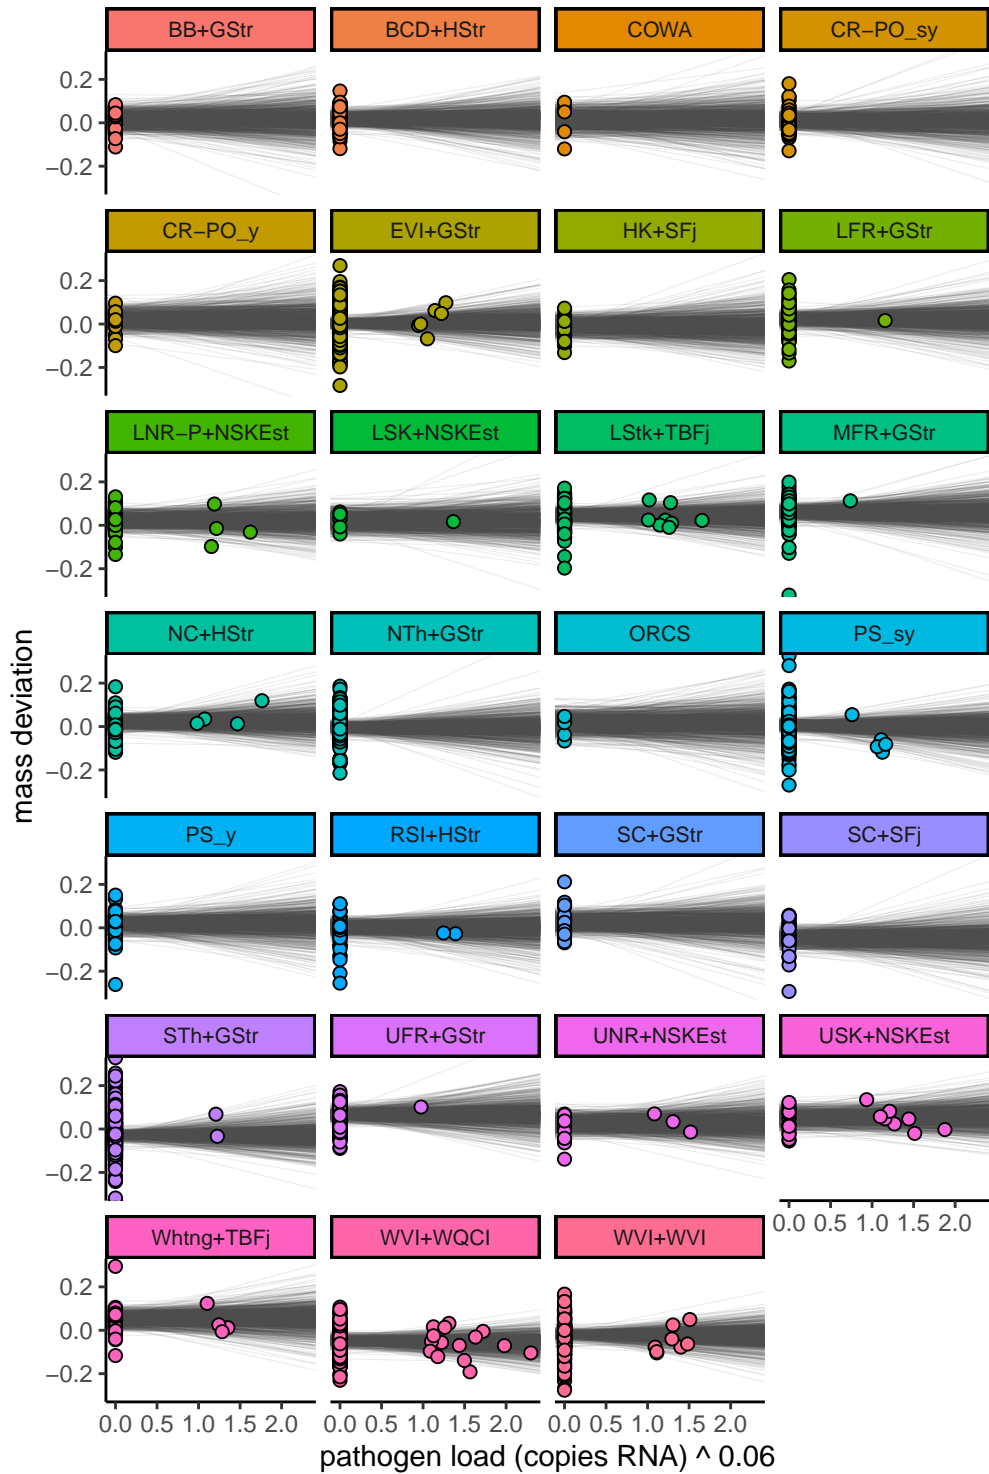 BB+GStr BCD+HStr COWA CR−PO_sy
0.2
0.0
−0.2
CR−PO_y EVI+GStr HK+SFj LFR+GStr
0.2
0.0
−0.2
LNR−P+NSKEst LSK+NSKEst LStk+TBFj MFR+GStr
0.2
0.0
−0.2
NC+HStr NTh+GStr ORCS PS_sy
0.2
0.0
−0.2
mass deviation
PS_y RSI+HStr SC+GStr SC+SFj
0.2
0.0
−0.2
STh+GStr UFR+GStr UNR+NSKEst USK+NSKEst
0.2
0.0
−0.2
0.0 0.5 1.0 1.5 2.0
Whtng+TBFj WVI+WQCI WVI+WVI
0.2
0.0
−0.2
0.0 0.5 1.0 1.5 2.0 0.0 0.5 1.0 1.5 2.0 0.0 0.5 1.0 1.5 2.0
pathogen load (copies RNA) ^ 0.06